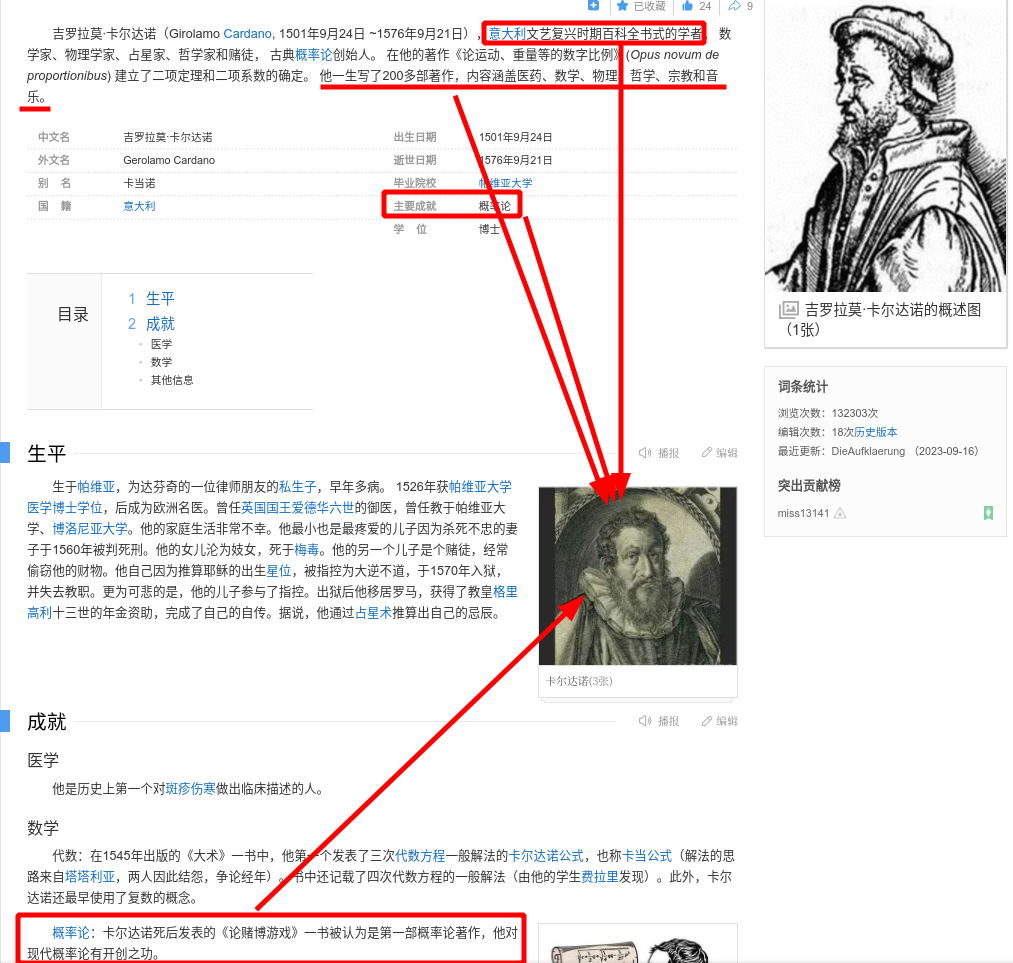 已收藏 24 9
吉罗拉莫·卡尔达诺（Girolamo Cardano, 1501年9月24日 ~1576年9月21日），意大利文艺复兴时期百科全书式的学者， 数
学家、物理学家、占星家、哲学家和赌徒， 古典概率论创始人。 在他的著作《论运动、重量等的数字比例》(Opus novum de
proportionibus) 建立了二项定理和二项系数的确定。 他一生写了200多部著作，内容涵盖医药、数学、物理、哲学、宗教和音
乐。
中文名 吉罗拉莫·卡尔达诺 出生日期 1501年9月24日
外文名 Gerolamo Cardano 逝世日期 1576年9月21日
别 名 卡当诺 毕业院校 帕维亚大学
国 籍 意大利 主要成就 概率论
学 位 博士
目录
1 生平
2 成就
医学
数学
其他信息
吉罗拉莫·卡尔达诺的概述图
（1张）
词条统计
浏览次数：132303次
编辑次数：18次历史版本
最近更新：DieAufklaerung （2023-09-16）
突出贡献榜
miss13141
生平 播报 编辑
生于帕维亚，为达芬奇的一位律师朋友的私生子，早年多病。 1526年获帕维亚大学
医学博士学位，后成为欧洲名医。曾任英国国王爱德华六世的御医，曾任教于帕维亚大
学、博洛尼亚大学。他的家庭生活非常不幸。他最小也是最疼爱的儿子因为杀死不忠的妻
子于1560年被判死刑。他的女儿沦为妓女，死于梅毒。他的另一个儿子是个赌徒，经常
偷窃他的财物。他自己因为推算耶稣的出生星位，被指控为大逆不道，于1570年入狱，
并失去教职。更为可悲的是，他的儿子参与了指控。出狱后他移居罗马，获得了教皇格里
高利十三世的年金资助，完成了自己的自传。据说，他通过占星术推算出自己的忌辰。
卡尔达诺(3张)
成就 播报 编辑
医学
他是历史上第一个对斑疹伤寒做出临床描述的人。
数学
代数：在1545年出版的《大术》一书中，他第一个发表了三次代数方程一般解法的卡尔达诺公式，也称卡当公式（解法的思
路来自塔塔利亚，两人因此结怨，争论经年）。书中还记载了四次代数方程的一般解法（由他的学生费拉里发现）。此外，卡尔
达诺还最早使用了复数的概念。
概率论：卡尔达诺死后发表的《论赌博游戏》一书被认为是第一部概率论著作，他对
现代概率论有开创之功。